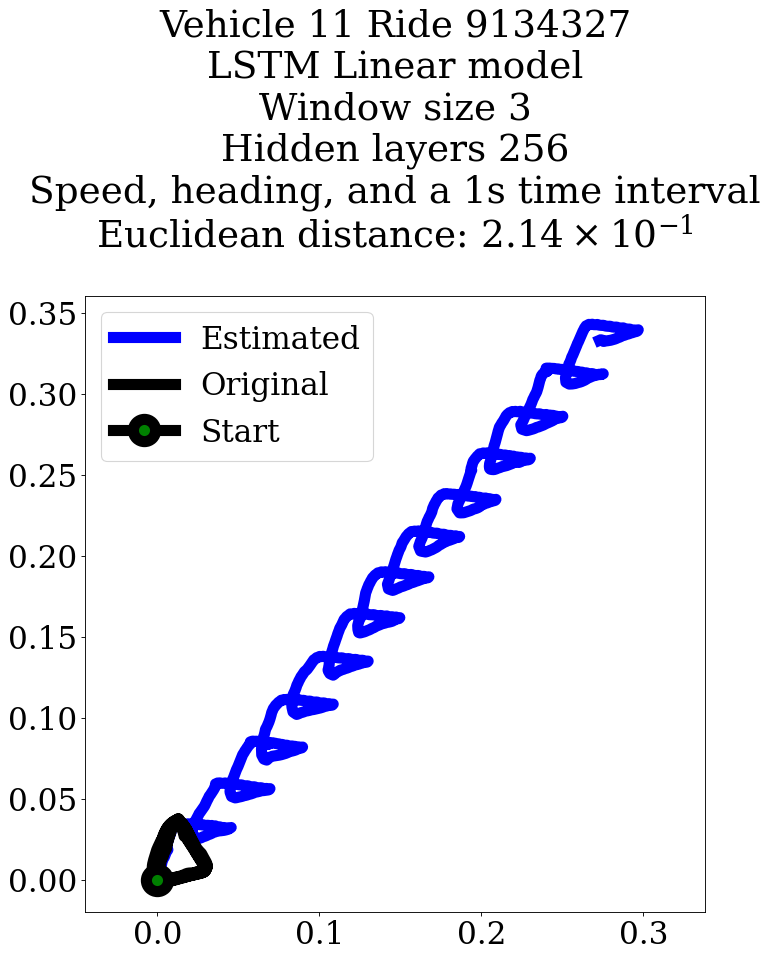 Vehicle 11 Ride 9134327
LSTM Linear model
Window size 3
Hidden layers 256
Speed, heading, and a 1s time interval
Euclidean distance: 2.14 × 10⁻¹
Estimated
Original
Start
0.35
0.30
0.25
0.20
0.15
0.10
0.05
0.00
0.0 0.1 0.2 0.3